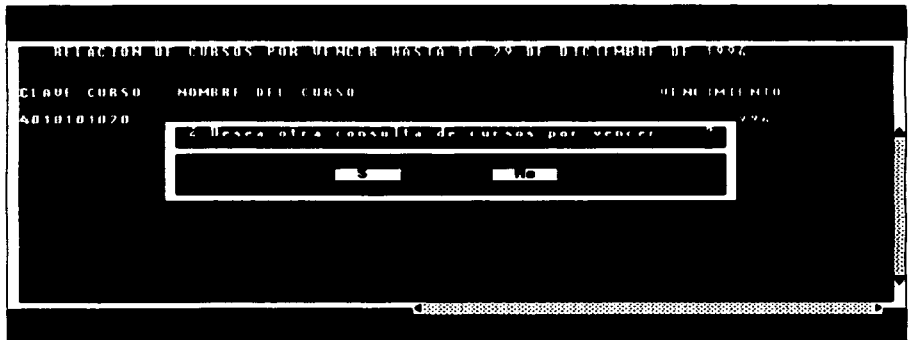 RELACION DE CURSOS POR VENCER HASTA EL 29 DE DICIEMBRE DE 1996
CLAVE CURSO NOMBRE DEL CURSO VENCIMIENTO
4010101020 996
¿ Desea otra consulta de cursos por vencer ?
S No